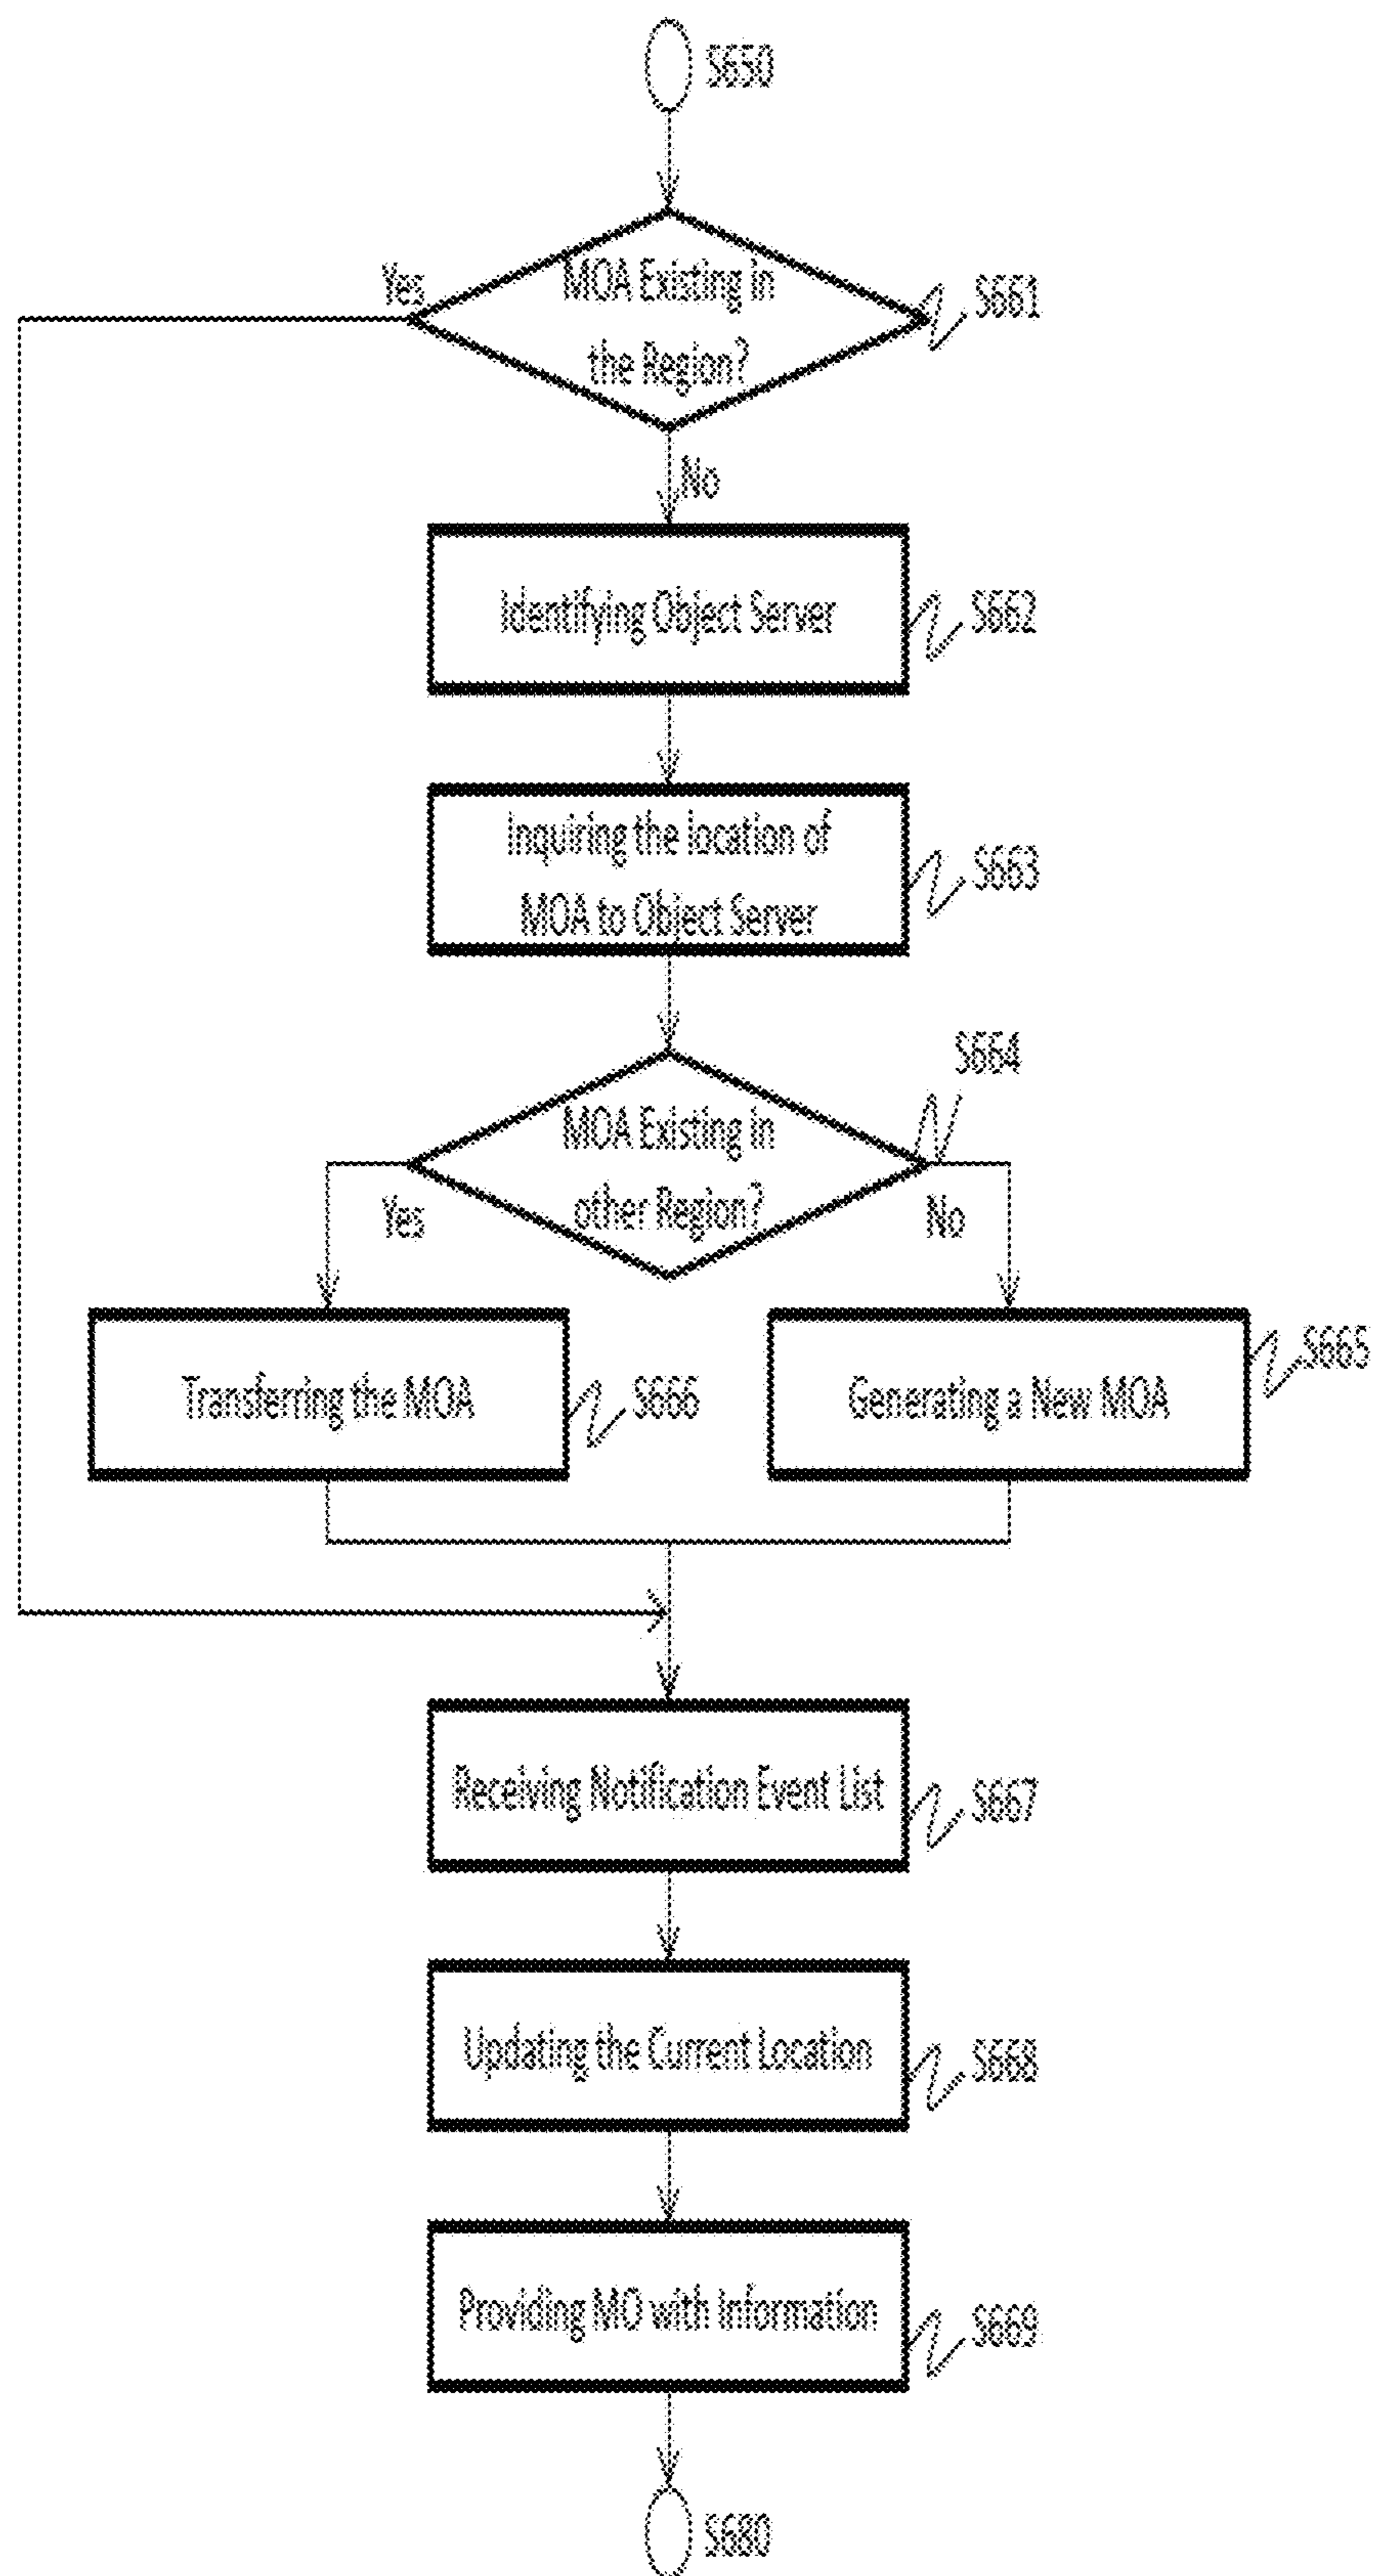 S650
Yes
MOA Existing in
the Region?
S661
No
Identifying Object Server
S662
Inquiring the location of
MOA to Object Server
S663
S664
MOA Existing in
other Region?
Yes
No
Transferring the MOA
S666
Generating a New MOA
S665
Receiving Notification Event List
S667
Updating the Current Location
S668
Providing MO with Information
S669
S680